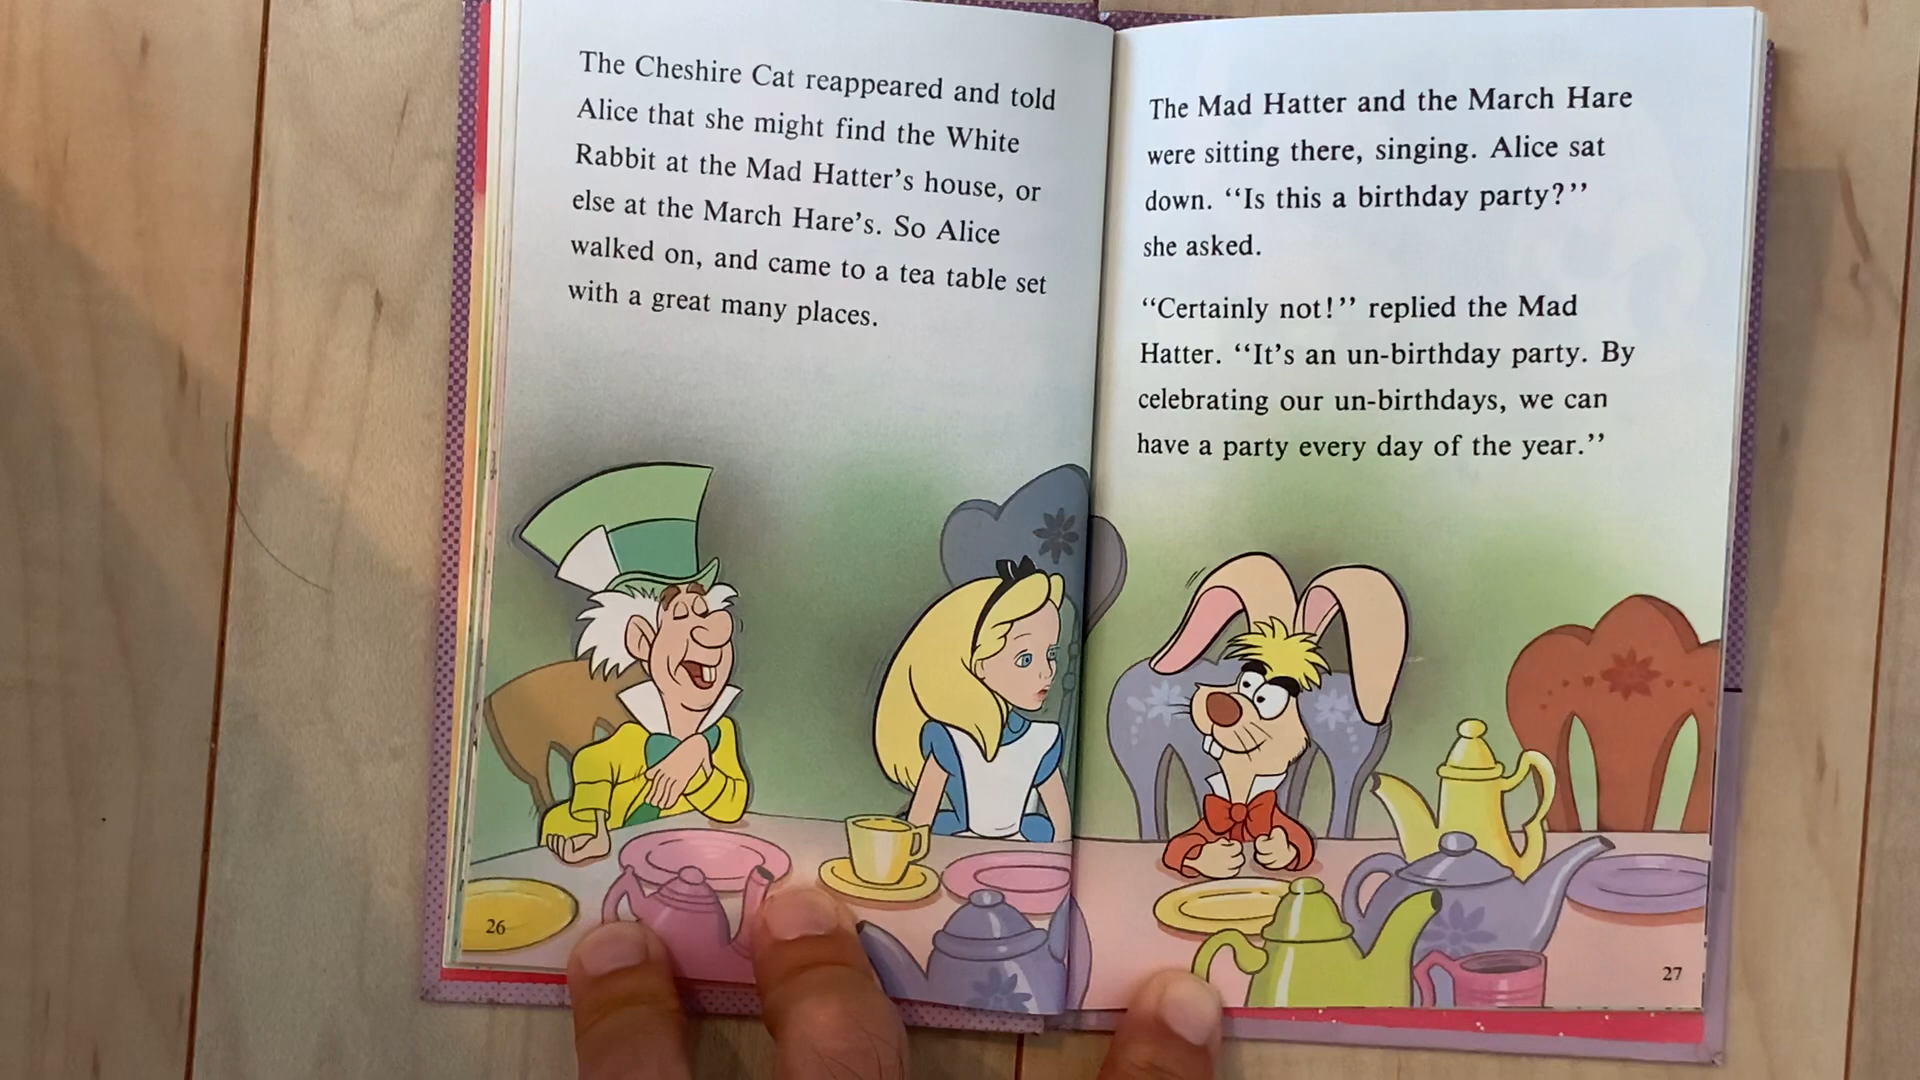 The Cheshire Cat reappeared and told
Alice that she might find the White
Rabbit at the Mad Hatter’s house, or
else at the March Hare’s. So Alice
walked on, and came to a tea table set
with a great many places.
26
The Mad Hatter and the March Hare
were sitting there, singing. Alice sat
down. “Is this a birthday party?”
she asked.
“Certainly not!” replied the Mad
Hatter. “It’s an un-birthday party. By
celebrating our un-birthdays, we can
have a party every day of the year.”
27